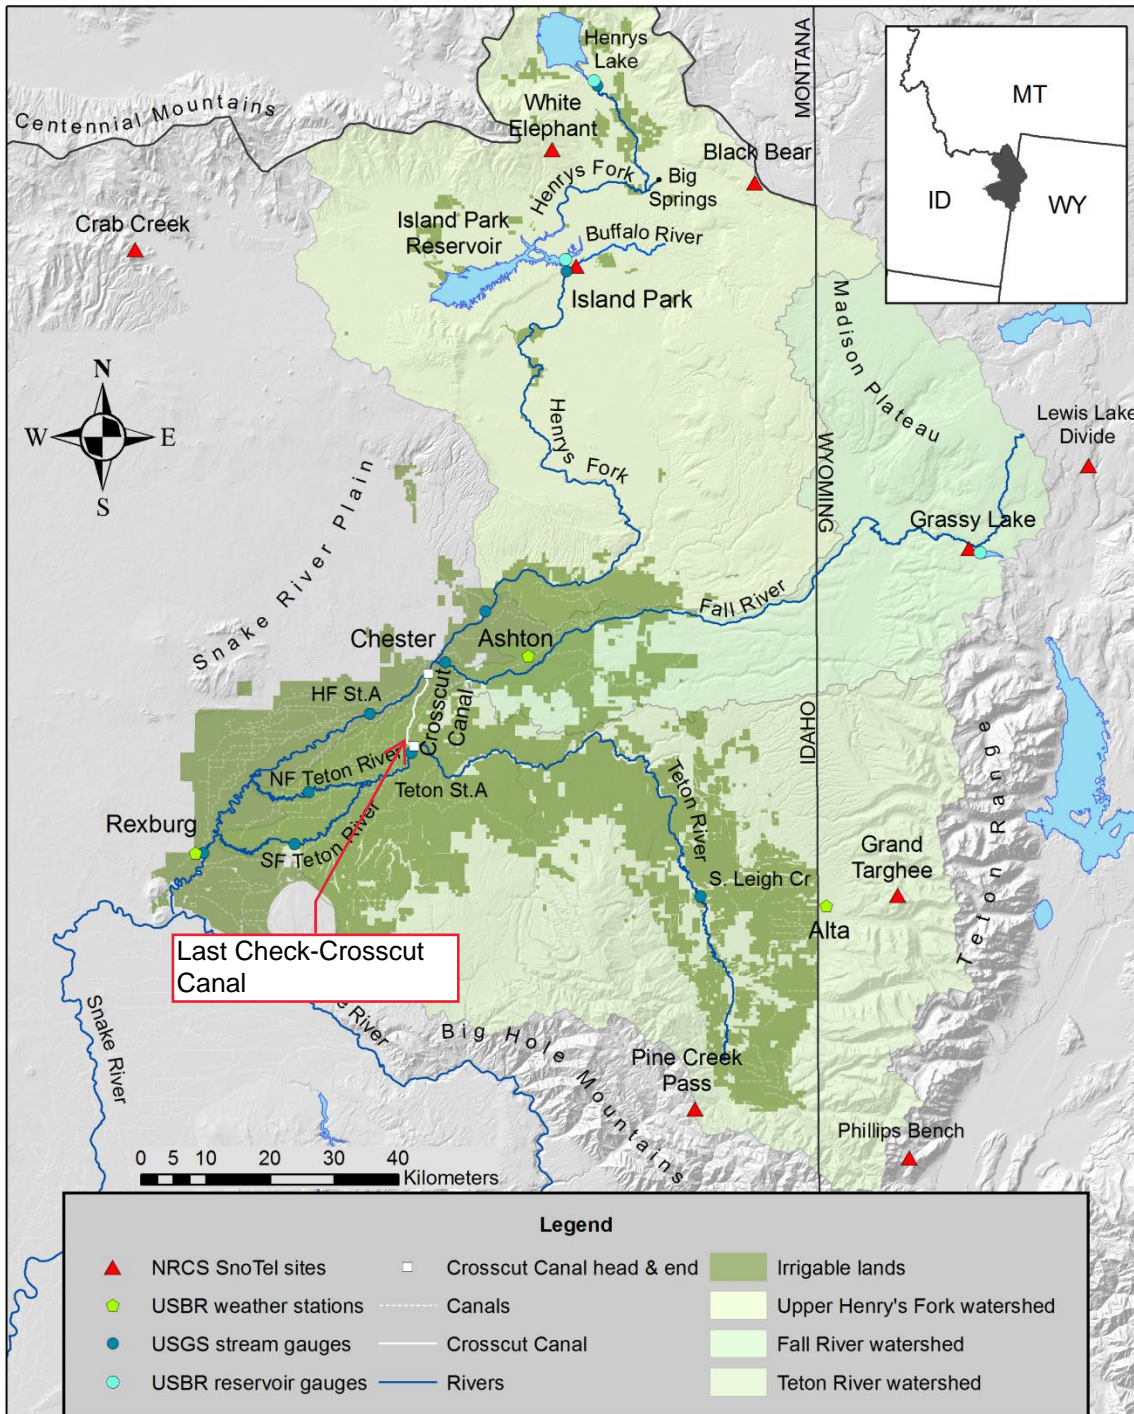 Henrys
Lake
MONTANA
Centennial Mountains
White
Elephant
Black Bear
MT
ID
WY
Henrys Fork
Big
Springs
Crab Creek
Island Park
Reservoir
Buffalo River
Island Park
Madison Plateau
N
W
E
S
Henrys Fork
Lewis Lake
Divide
WYOMING
Grassy Lake
Snake River Plain
Fall River
Chester
Ashton
HF St.A
Crosscut
Canal
IDAHO
NF Teton River
Teton St.A
Teton River
Teton Range
Rexburg
SF Teton River
S. Leigh Cr
Grand
Targhee
Alta
Last Check-Crosscut
Canal
Snake River
e River
Big Hole Mountains
Pine Creek
Pass
Phillips Bench
0 5 10 20 30 40
Kilometers
Legend
NRCS SnoTel sites
USBR weather stations
USGS stream gauges
USBR reservoir gauges
Crosscut Canal head & end
Canals
Crosscut Canal
Rivers
Irrigable lands
Upper Henry's Fork watershed
Fall River watershed
Teton River watershed